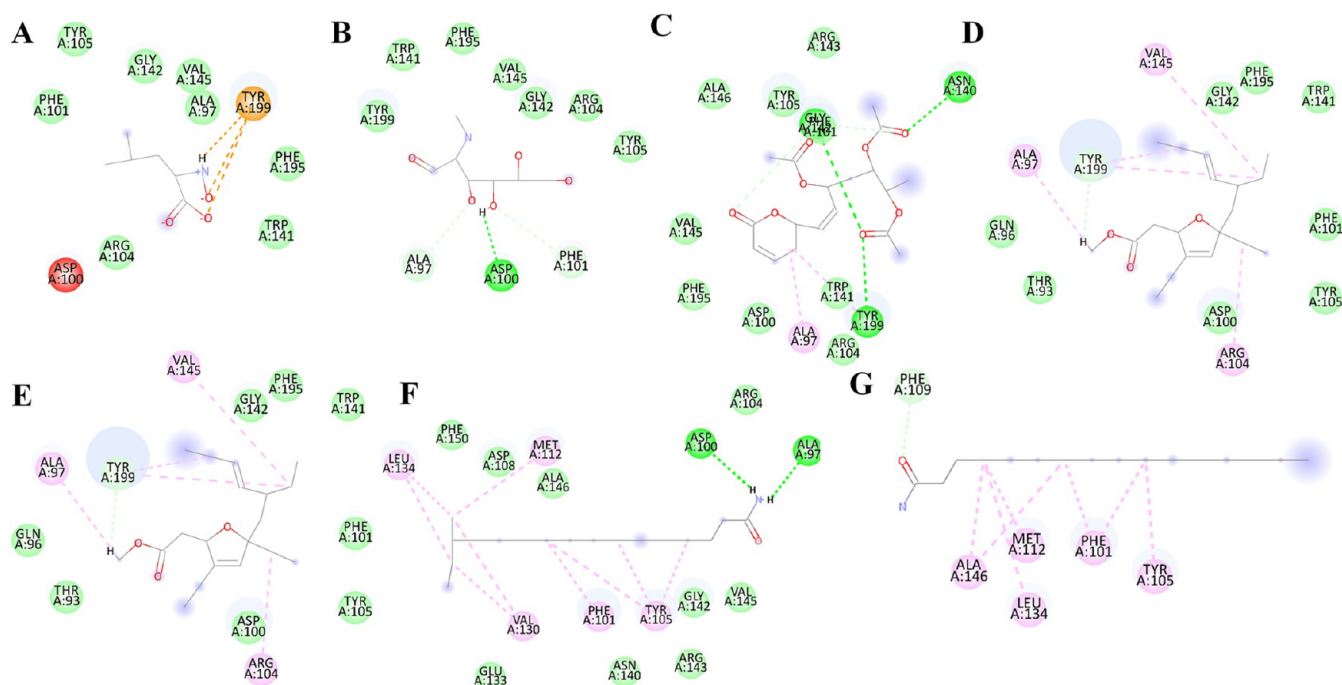 A
TYR
A:105
GLY
A:142
VAL
A:145
ALA
A:97
TYR
A:199
PHE
A:101
PHE
A:195
TRP
A:141
ARG
A:104
ASP
A:100
H
+N
O-
O-
O
B
PHE
A:195
TRP
A:141
VAL
A:145
GLY
A:142
ARG
A:104
TYR
A:199
TYR
A:105
N
O
N
O
O
O
O
H
ALA
A:97
ASP
A:100
PHE
A:101
C
ARG
A:143
ASN
A:140
ALA
A:146
TYR
A:105
GLY
A:142
PHE
A:101
O
O
O
O
O
O
O
O
VAL
A:145
PHE
A:195
ASP
A:100
TRP
A:141
TYR
A:199
ALA
A:97
ARG
A:104
D
VAL
A:145
GLY
A:142
PHE
A:195
TRP
A:141
ALA
A:97
TYR
A:199
GLN
A:96
PHE
A:101
H
O
O
O
THR
A:93
ASP
A:100
TYR
A:105
ARG
A:104
E
VAL
A:145
GLY
A:142
PHE
A:195
TRP
A:141
ALA
A:97
TYR
A:199
GLN
A:96
PHE
A:101
H
O
O
O
THR
A:93
ASP
A:100
TYR
A:105
ARG
A:104
F
ARG
A:104
PHE
A:150
ASP
A:100
ALA
A:97
LEU
A:134
ASP
A:108
MET
A:112
ALA
A:146
H
N
H
O
VAL
A:130
PHE
A:101
TYR
A:105
GLY
A:142
VAL
A:145
GLU
A:133
ASN
A:140
ARG
A:143
G
PHE
A:109
O
N
MET
A:112
PHE
A:101
TYR
A:105
ALA
A:146
LEU
A:134